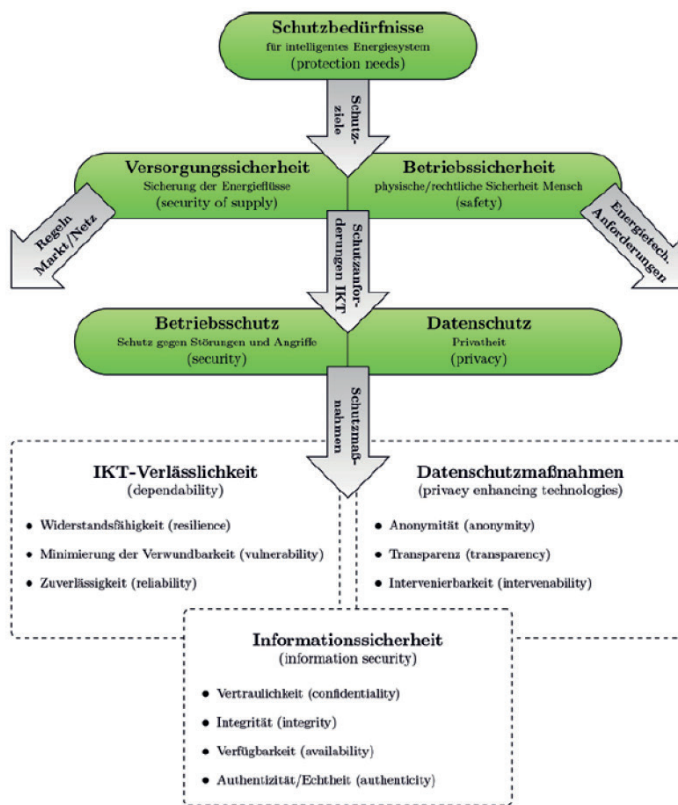 Schutzbedürfnisse
für intelligentes Energiesystem
(protection needs)
Schutz-
ziele
Versorgungssicherheit
Sicherung der Energieflüsse
(security of supply)
Betriebssicherheit
physische/rechtliche Sicherheit Mensch
(safety)
Regeln
Markt/Netz
Schutzanfor-
derungen IKT
Energietech.
Anforderungen
Betriebsschutz
Schutz gegen Störungen und Angriffe
(security)
Datenschutz
Privatheit
(privacy)
Schutzmaß-
nahmen
IKT-Verlässlichkeit
(dependability)
• Widerstandsfähigkeit (resilience)
• Minimierung der Verwundbarkeit (vulnerability)
• Zuverlässigkeit (reliability)
Datenschutzmaßnahmen
(privacy enhancing technologies)
• Anonymität (anonymity)
• Transparenz (transparency)
• Intervenierbarkeit (intervenability)
Informationssicherheit
(information security)
• Vertraulichkeit (confidentiality)
• Integrität (integrity)
• Verfügbarkeit (availability)
• Authentizität/Echtheit (authenticity)